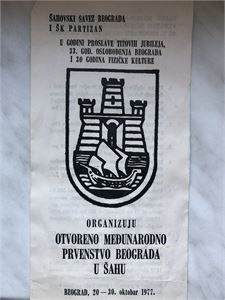 ŠAHOVSKI SAVEZ BEOGRADA
I ŠK PARTIZAN
U GODINI PROSLAVE TITOVIH JUBILEJA,
33. GOD. OSLOBOĐENJA BEOGRADA
I 30 GODINA FIZIČKE KULTURE
ORGANIZUJU
OTVORENO MEĐUNARODNO
PRVENSTVO BEOGRADA
U ŠAHU
BEOGRAD, 20—30. oktobar 1977.